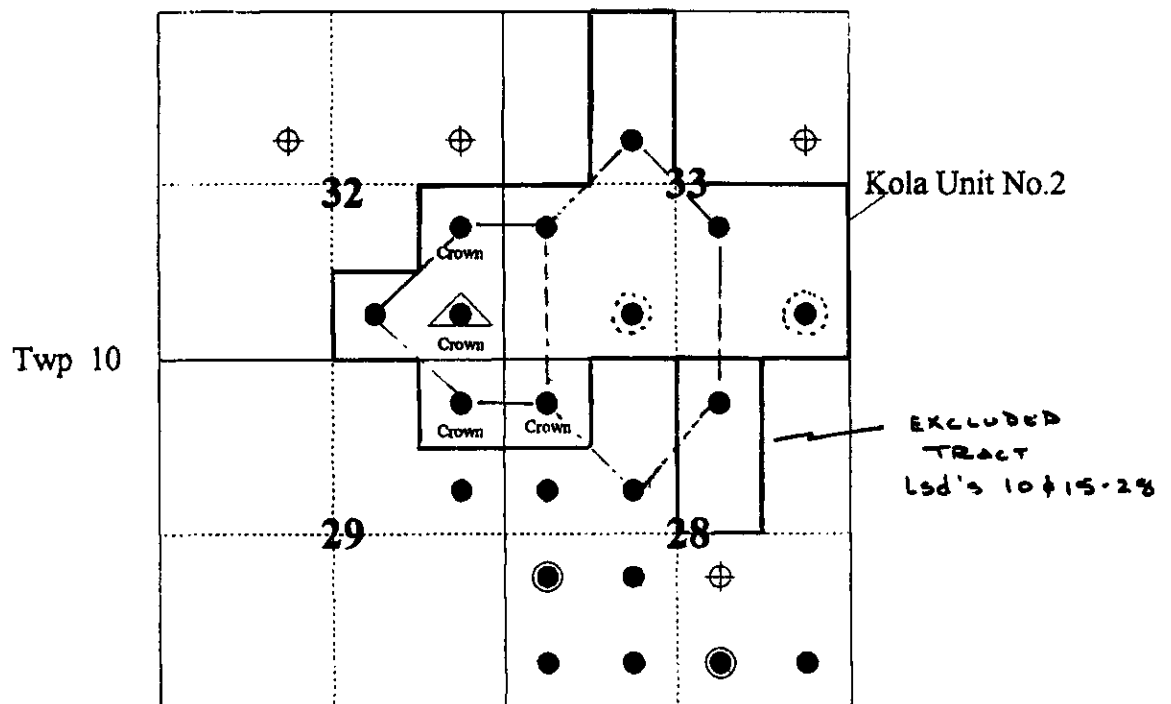 32
33
Kola Unit No.2
Crown
Crown
Twp 10
Crown
Crown
EXCLUDED
TRACT
Lsd's 10 & 15-28
29
28